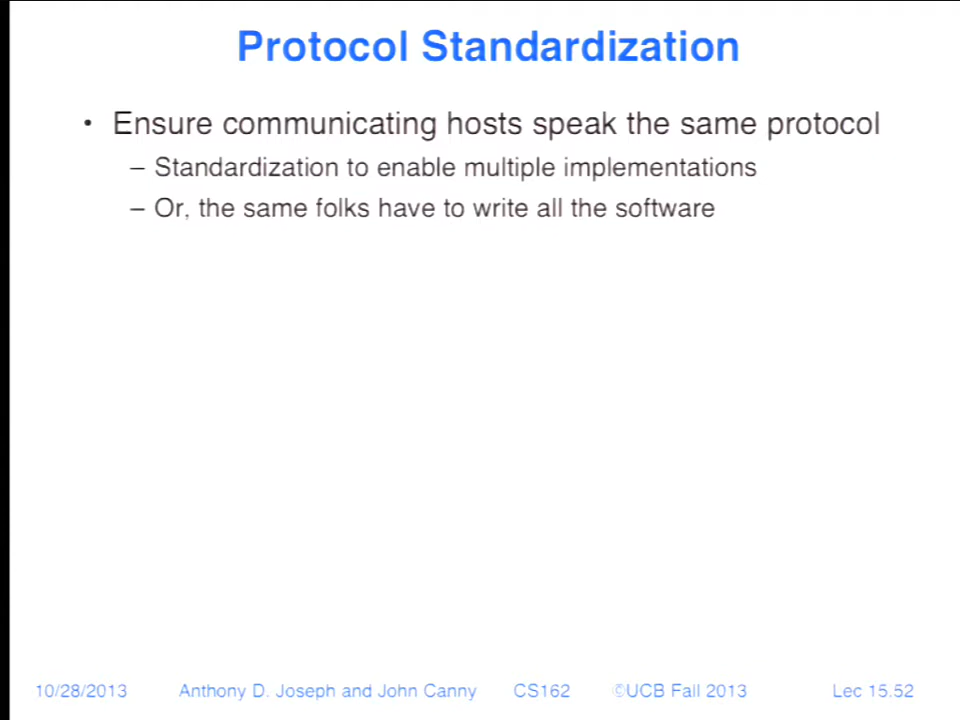 Protocol Standardization
• Ensure communicating hosts speak the same protocol
– Standardization to enable multiple implementations
– Or, the same folks have to write all the software
10/28/2013 Anthony D. Joseph and John Canny CS162 ©UCB Fall 2013 Lec 15.52